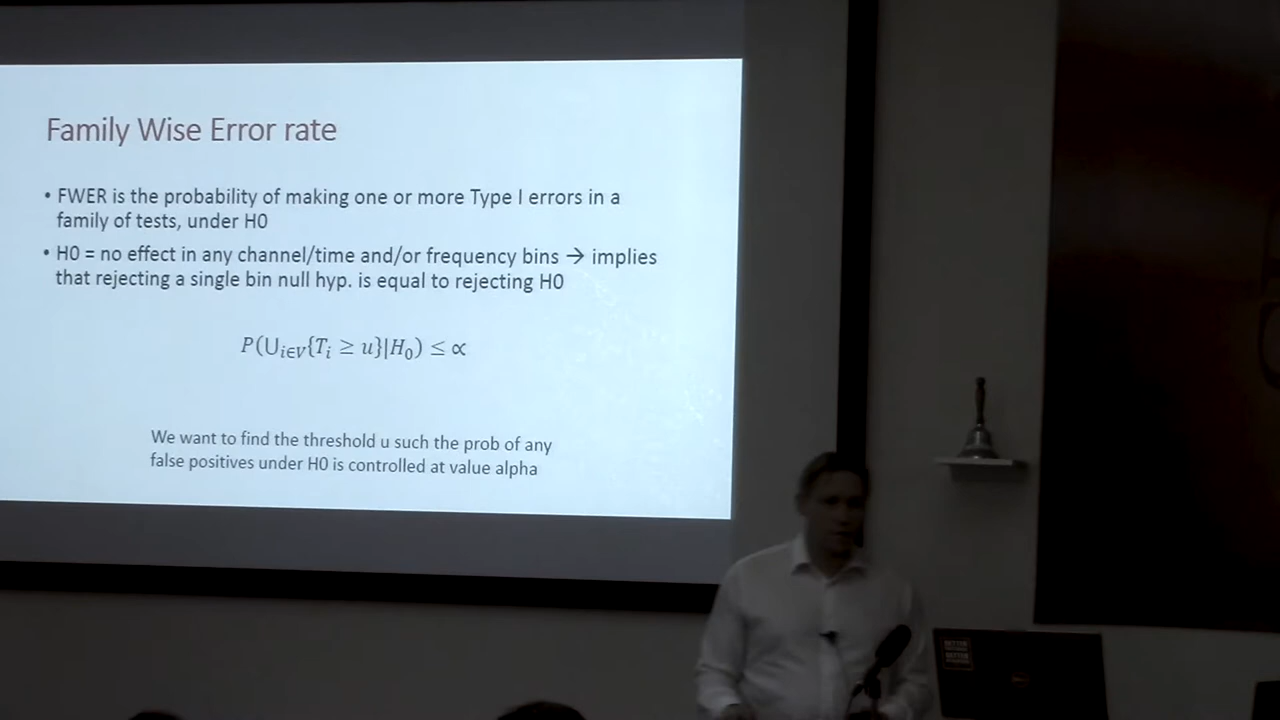 Family Wise Error rate
• FWER is the probability of making one or more Type I errors in a
family of tests, under H0
• H0 = no effect in any channel/time and/or frequency bins → implies
that rejecting a single bin null hyp. is equal to rejecting H0
P(∪_{i∈V}{T_i ≥ u}|H_0) ≤ ∝
We want to find the threshold u such the prob of any
false positives under H0 is controlled at value alpha